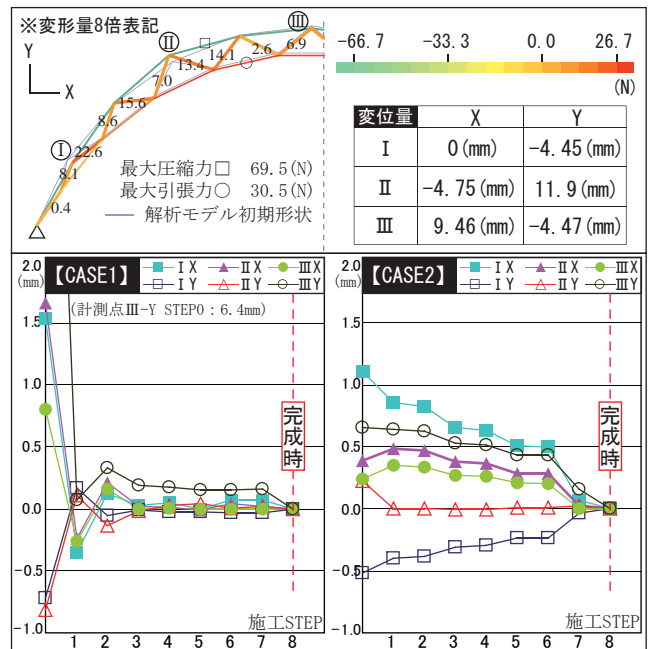 ※変形量8倍表記
Y
X
Ⅰ
Ⅱ
Ⅲ
0.4
8.1
22.6
8.6
15.6
7.0
13.4
14.1
2.6
6.9
最大圧縮力□ 69.5(N)
最大引張力○ 30.5(N)
解析モデル初期形状
-66.7 -33.3 0.0 26.7
(N)
変位量 X Y
Ⅰ 0(mm) -4.45(mm)
Ⅱ -4.75(mm) 11.9(mm)
Ⅲ 9.46(mm) -4.47(mm)
【CASE1】
ⅠX ⅡX ⅢX
ⅠY ⅡY ⅢY
(計測点Ⅲ-Y STEP0：6.4mm)
2.0
(mm)
1.5
1.0
0.5
0.0
-0.5
-1.0
完成時
施工STEP
1 2 3 4 5 6 7 8
【CASE2】
ⅠX ⅡX ⅢX
ⅠY ⅡY ⅢY
2.0
(mm)
1.5
1.0
0.5
0.0
-0.5
-1.0
完成時
施工STEP
1 2 3 4 5 6 7 8